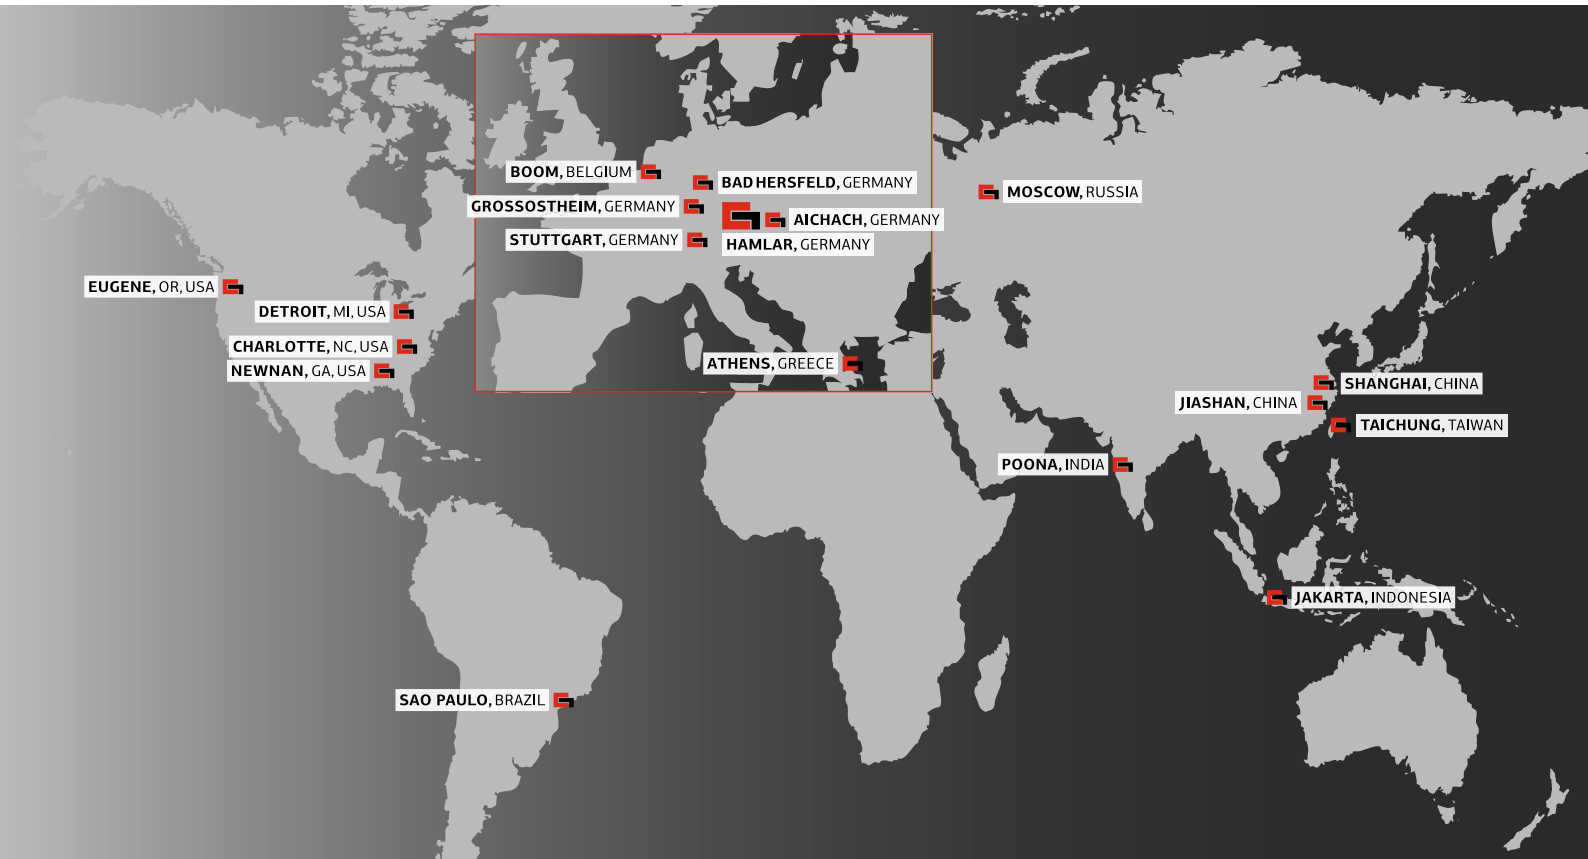 BOOM, BELGIUM
BAD HERSFELD, GERMANY
MOSCOW, RUSSIA
GROSSOSTHEIM, GERMANY
AICHACH, GERMANY
STUTTGART, GERMANY
HAMLAR, GERMANY
EUGENE, OR, USA
DETROIT, MI, USA
CHARLOTTE, NC, USA
NEWNAN, GA, USA
ATHENS, GREECE
SHANGHAI, CHINA
JIASHAN, CHINA
TAICHUNG, TAIWAN
POONA, INDIA
JAKARTA, INDONESIA
SAO PAULO, BRAZIL